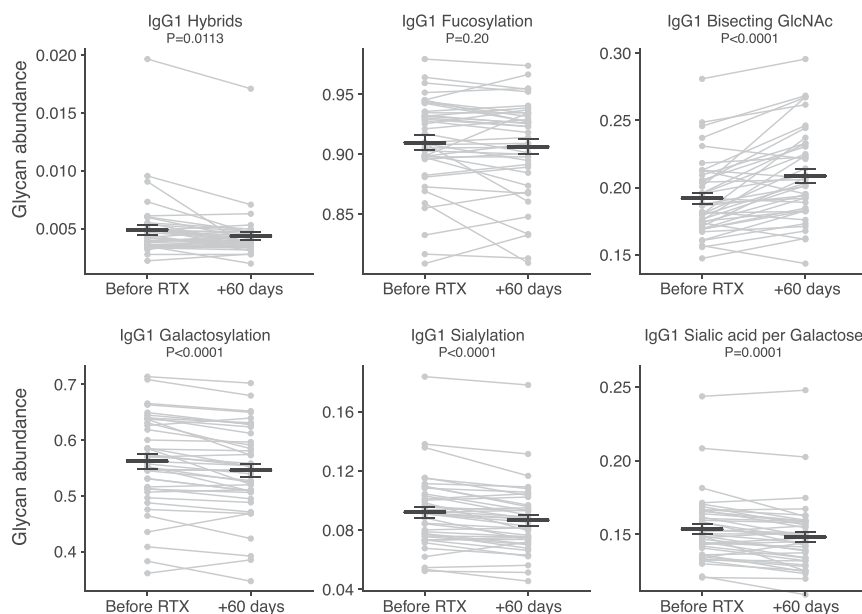 IgG1 Hybrids
P=0.0113
IgG1 Fucosylation
P=0.20
IgG1 Bisecting GlcNAc
P<0.0001
Glycan abundance
0.020
0.015
0.010
0.005
Before RTX +60 days
0.95
0.90
0.85
Before RTX +60 days
0.30
0.25
0.20
0.15
Before RTX +60 days
IgG1 Galactosylation
P<0.0001
IgG1 Sialylation
P<0.0001
IgG1 Sialic acid per Galactose
P=0.0001
Glycan abundance
0.7
0.6
0.5
0.4
Before RTX +60 days
0.16
0.12
0.08
0.04
Before RTX +60 days
0.25
0.20
0.15
Before RTX +60 days